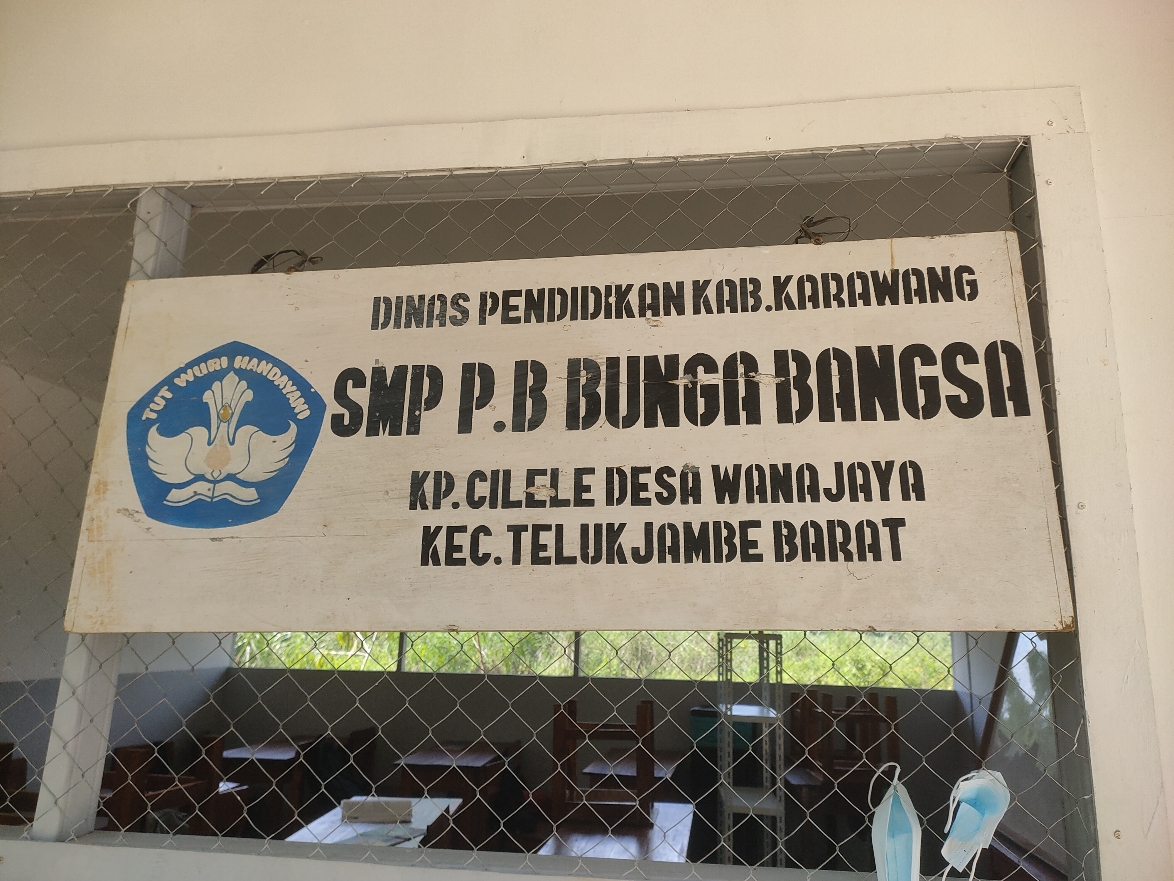 DINAS PENDIDIKAN KAB.KARAWANG
TUT WURI HANDAYANI
SMP P.B BUNGA BANGSA
KP.CILELE DESA WANAJAYA
KEC.TELUKJAMBE BARAT